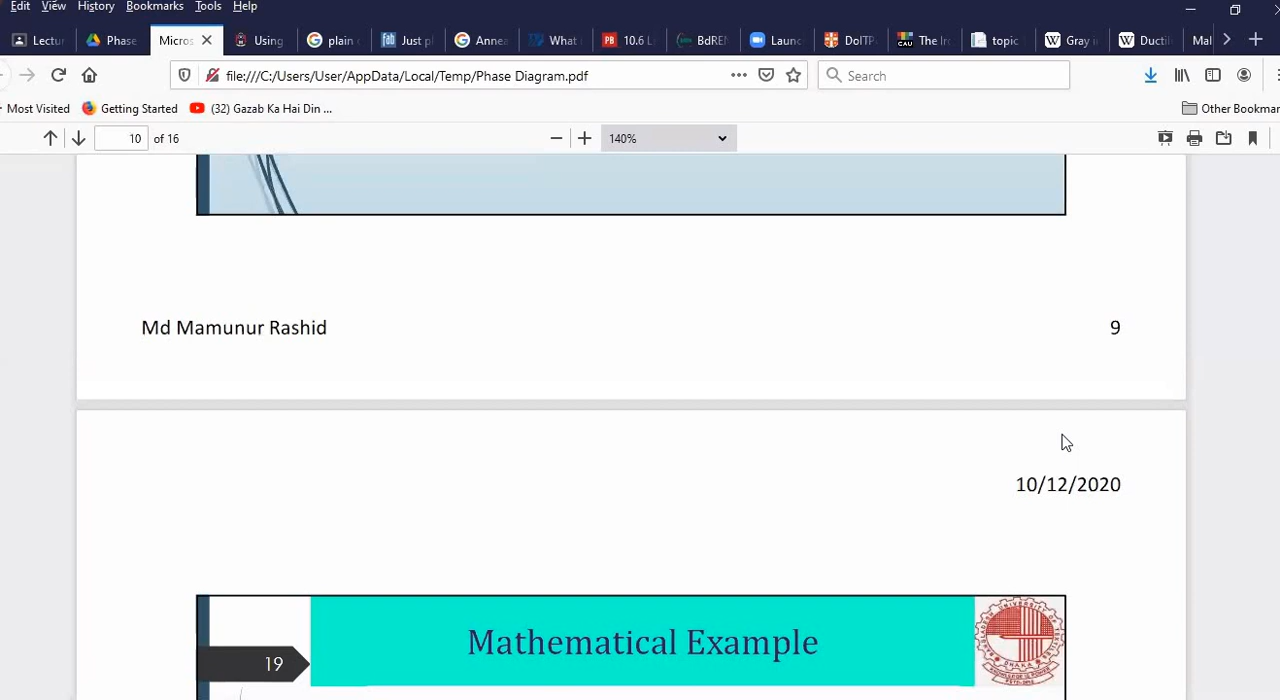 Edit View History Bookmarks Tools Help
Lectu Phase Micros Using plain Just p Annea What 10.6 L BdREN Launc DoITP The Ir topic Gray i Ductil Mal
file:///C:/Users/User/AppData/Local/Temp/Phase Diagram.pdf Search
Most Visited Getting Started (32) Gazab Ka Hai Din ... Other Bookmar
10 of 16 140%
Md Mamunur Rashid 9
10/12/2020
Mathematical Example
19